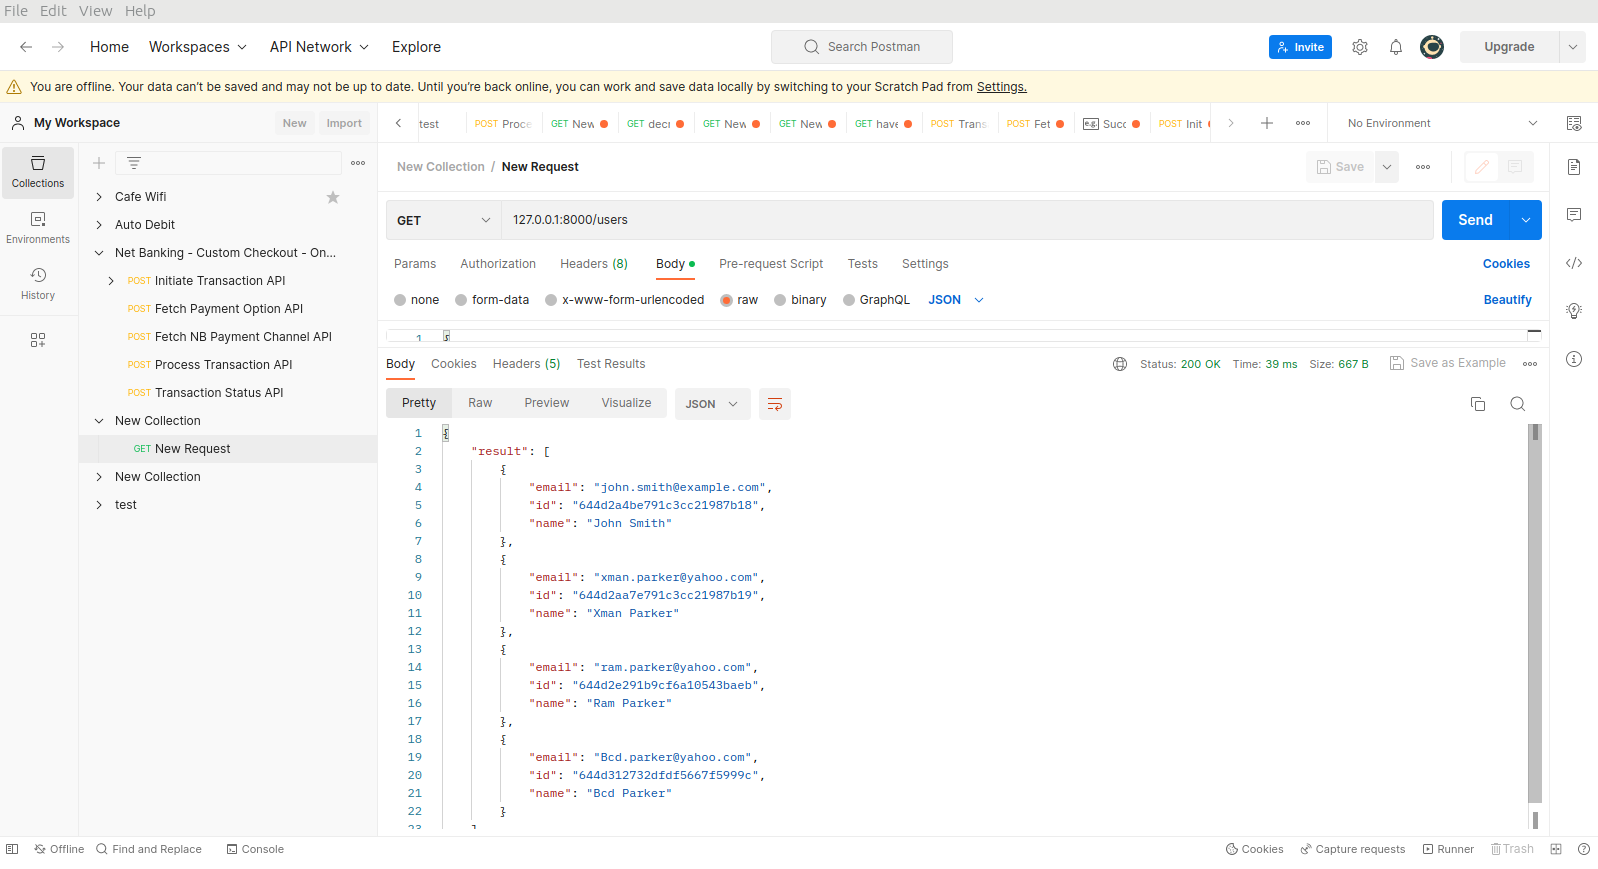 File Edit View Help
Home Workspaces API Network Explore Search Postman Invite Upgrade
You are offline. Your data can't be saved and may not be up to date. Until you're back online, you can work and save data locally by switching to your Scratch Pad from Settings.
My Workspace New Import
test POST Proce GET New GET decr GET New GET New GET have POST Trans POST Fet e.g. Succ POST Init No Environment
Collections
Environments
History
Cafe Wifi
Auto Debit
Net Banking - Custom Checkout - On...
POST Initiate Transaction API
POST Fetch Payment Option API
POST Fetch NB Payment Channel API
POST Process Transaction API
POST Transaction Status API
New Collection
GET New Request
New Collection
test
New Collection / New Request Save
GET 127.0.0.1:8000/users Send
Params Authorization Headers (8) Body Pre-request Script Tests Settings Cookies
none form-data x-www-form-urlencoded raw binary GraphQL JSON Beautify
1 {
Body Cookies Headers (5) Test Results Status: 200 OK Time: 39 ms Size: 667 B Save as Example
Pretty Raw Preview Visualize JSON
1 {
2 "result": [
3 {
4 "email": "john.smith@example.com",
5 "id": "644d2a4be791c3cc21987b18",
6 "name": "John Smith"
7 },
8 {
9 "email": "xman.parker@yahoo.com",
10 "id": "644d2aa7e791c3cc21987b19",
11 "name": "Xman Parker"
12 },
13 {
14 "email": "ram.parker@yahoo.com",
15 "id": "644d2e291b9cf6a10543baeb",
16 "name": "Ram Parker"
17 },
18 {
19 "email": "Bcd.parker@yahoo.com",
20 "id": "644d312732dfdf5667f5999c",
21 "name": "Bcd Parker"
22 }
23 ]
Offline Find and Replace Console Cookies Capture requests Runner Trash